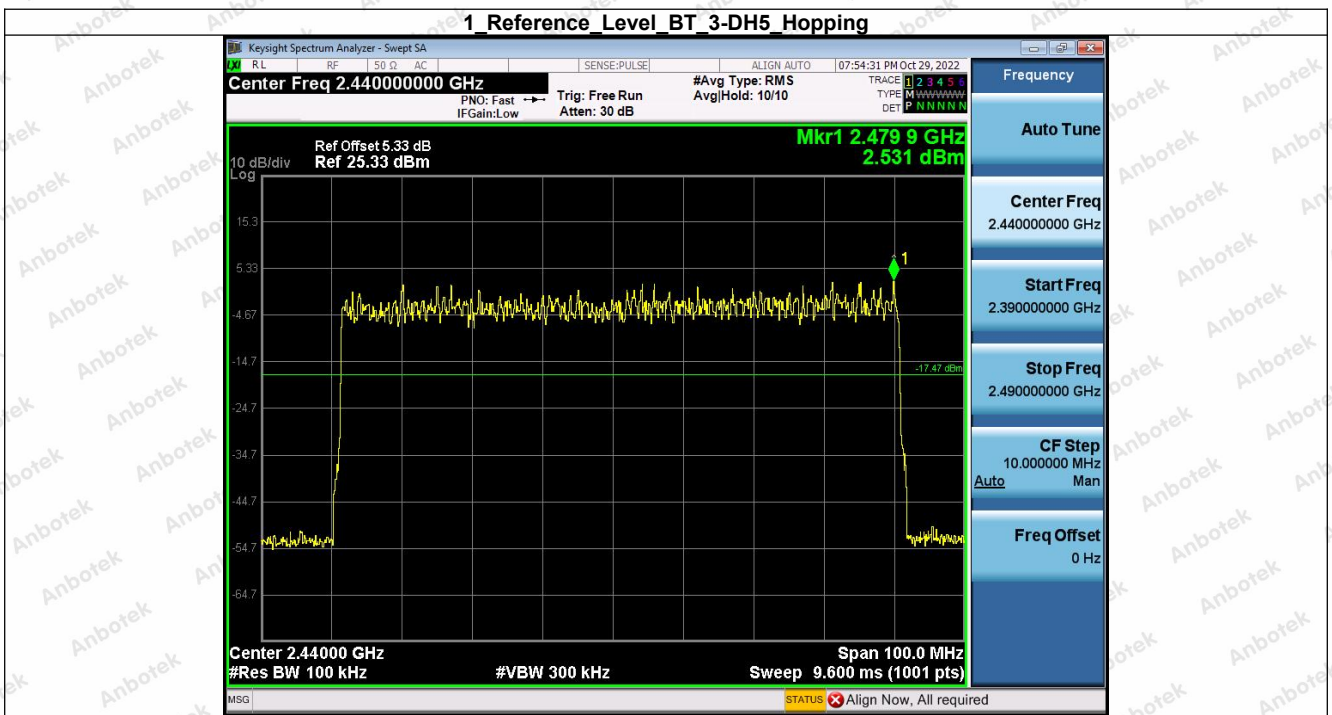 1_Reference_Level_BT_3-DH5_Hopping
Keysight Spectrum Analyzer - Swept SA
LXI RL RF 50 Ω AC SENSE:PULSE ALIGN AUTO 07:54:31 PM Oct 29, 2022
Center Freq 2.440000000 GHz
PNO: Fast
IFGain:Low
Trig: Free Run
Atten: 30 dB
#Avg Type: RMS
Avg|Hold: 10/10
TRACE 1 2 3 4 5 6
TYPE M WWWWW
DET P N N N N N
Ref Offset 5.33 dB
10 dB/div Ref 25.33 dBm
Log
Mkr1 2.479 9 GHz
2.531 dBm
15.3
5.33
-4.67
-14.7
-24.7
-34.7
-44.7
-54.7
-64.7
1
-17.47 dBm
Center 2.44000 GHz Span 100.0 MHz
#Res BW 100 kHz #VBW 300 kHz Sweep 9.600 ms (1001 pts)
MSG STATUS Align Now, All required
Frequency
Auto Tune
Center Freq
2.440000000 GHz
Start Freq
2.390000000 GHz
Stop Freq
2.490000000 GHz
CF Step
10.000000 MHz
Auto Man
Freq Offset
0 Hz
Anbotek